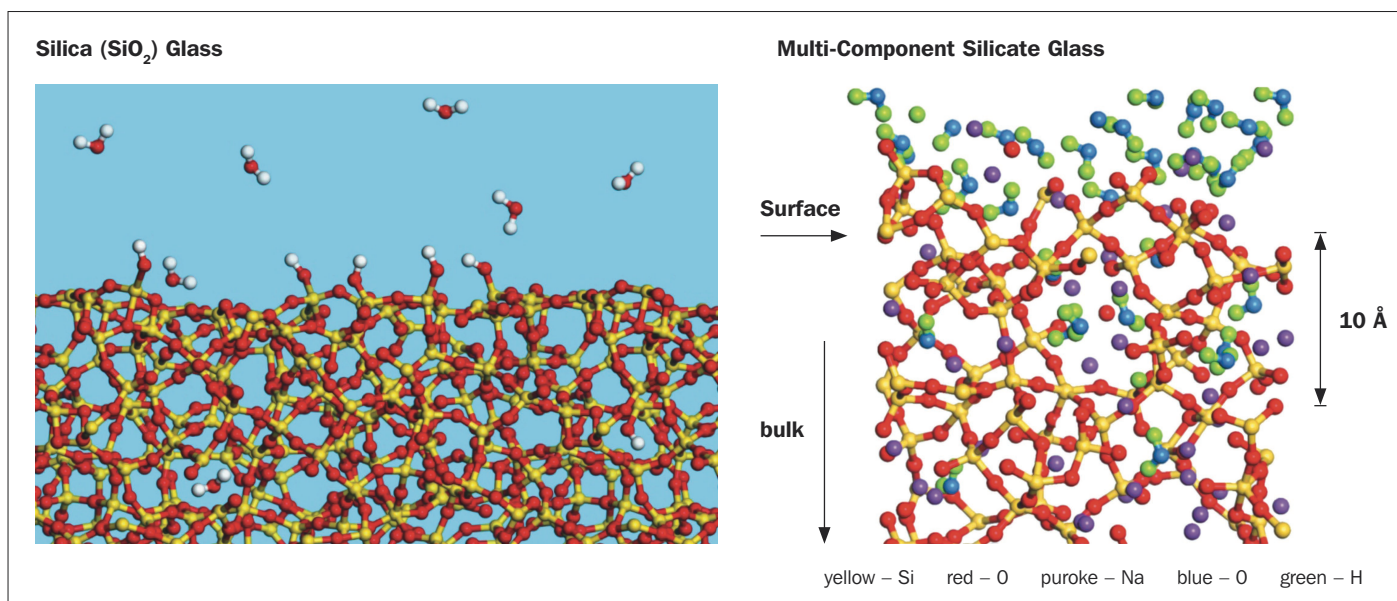 Silica (SiO₂) Glass
Multi-Component Silicate Glass
Surface
10 Å
bulk
yellow – Si red – O puroke – Na blue – O green – H